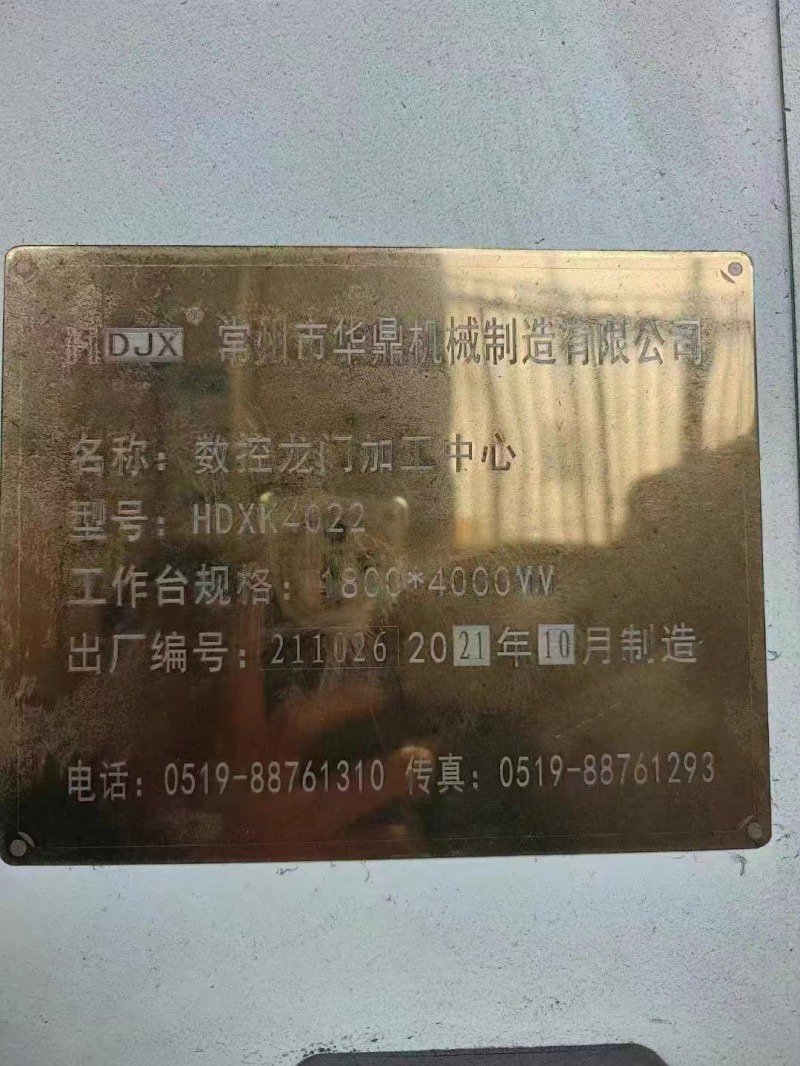 DJX® 常州市华鼎机械制造有限公司
名称：数控龙门加工中心
型号：HDXK4022
工作台规格：1800*4000MM
出厂编号：211026 2021年10月制造
电话：0519-88761310 传真：0519-88761293